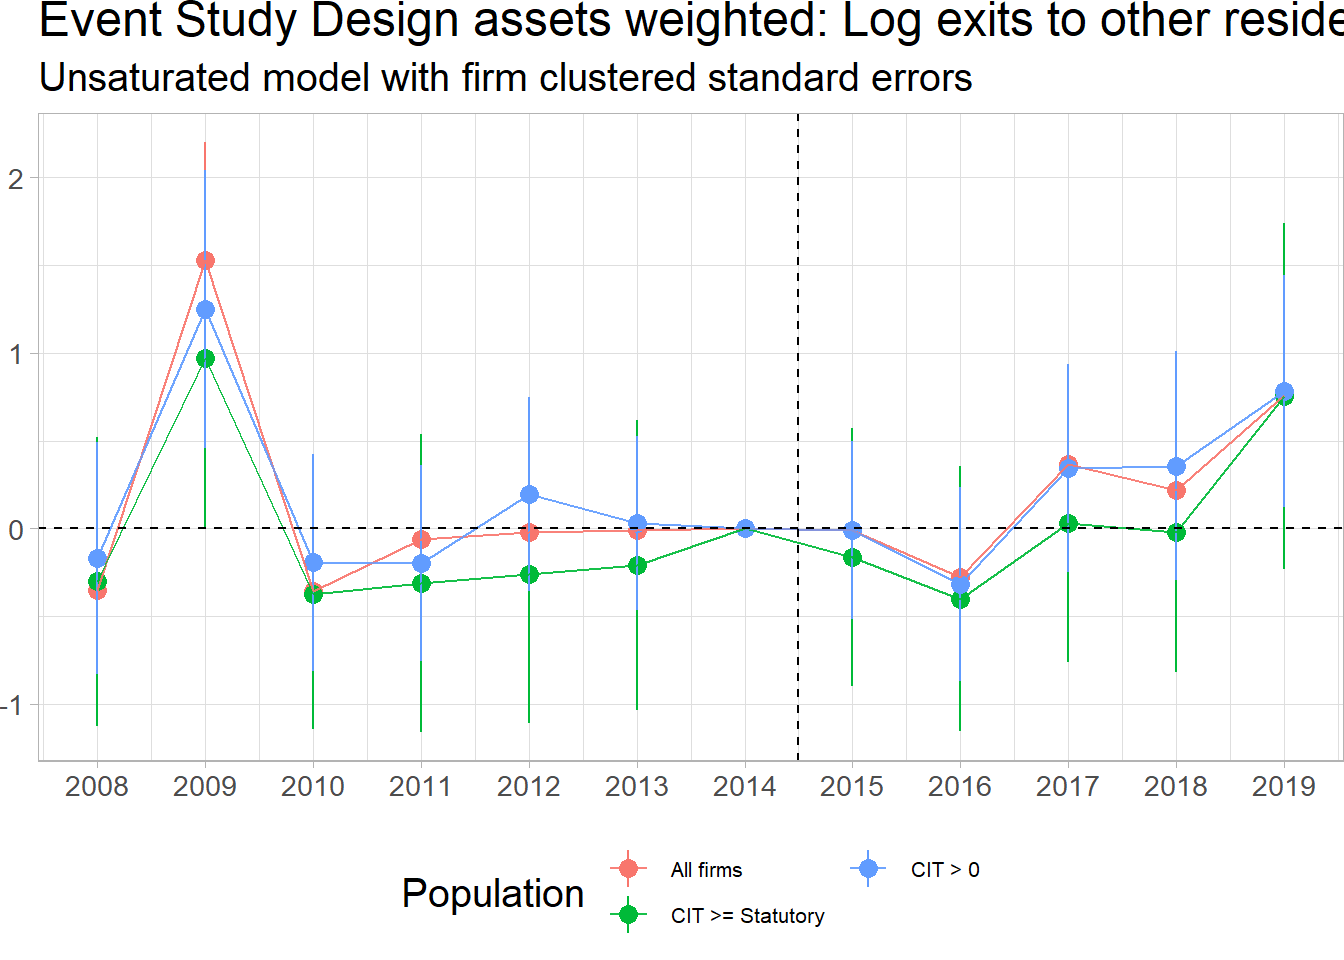 Event Study Design assets weighted: Log exits to other reside
Unsaturated model with firm clustered standard errors
2
1
0
-1
2008 2009 2010 2011 2012 2013 2014 2015 2016 2017 2018 2019
Population
All firms
CIT > 0
CIT >= Statutory